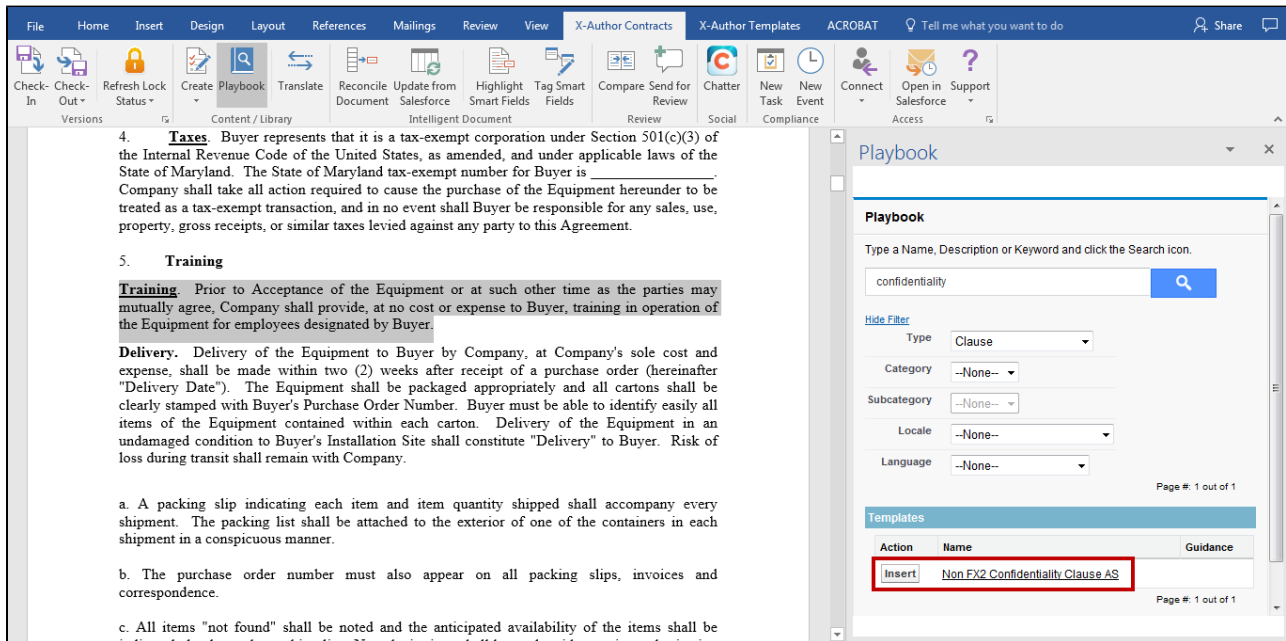 File Home Insert Design Layout References Mailings Review View X-Author Contracts X-Author Templates ACROBAT Tell me what you want to do Share
Check- Check- Refresh Lock Create Playbook Translate Reconcile Update from Highlight Tag Smart Compare Send for Chatter New New Connect Open in Support
In Out Status Document Salesforce Smart Fields Fields Review Task Event Salesforce
Versions Content / Library Intelligent Document Review Social Compliance Access
4. Taxes. Buyer represents that it is a tax-exempt corporation under Section 501(c)(3) of
the Internal Revenue Code of the United States, as amended, and under applicable laws of the
State of Maryland. The State of Maryland tax-exempt number for Buyer is __________________.
Company shall take all action required to cause the purchase of the Equipment hereunder to be
treated as a tax-exempt transaction, and in no event shall Buyer be responsible for any sales, use,
property, gross receipts, or similar taxes levied against any party to this Agreement.
5. Training
Training. Prior to Acceptance of the Equipment or at such other time as the parties may
mutually agree, Company shall provide, at no cost or expense to Buyer, training in operation of
the Equipment for employees designated by Buyer.
Delivery. Delivery of the Equipment to Buyer by Company, at Company's sole cost and
expense, shall be made within two (2) weeks after receipt of a purchase order (hereinafter
"Delivery Date"). The Equipment shall be packaged appropriately and all cartons shall be
clearly stamped with Buyer's Purchase Order Number. Buyer must be able to identify easily all
items of the Equipment contained within each carton. Delivery of the Equipment in an
undamaged condition to Buyer's Installation Site shall constitute "Delivery" to Buyer. Risk of
loss during transit shall remain with Company.
a. A packing slip indicating each item and item quantity shipped shall accompany every
shipment. The packing list shall be attached to the exterior of one of the containers in each
shipment in a conspicuous manner.
b. The purchase order number must also appear on all packing slips, invoices and
correspondence.
c. All items "not found" shall be noted and the anticipated availability of the items shall be
Playbook
Playbook
Type a Name, Description or Keyword and click the Search icon.
confidentiality
Hide Filter
Type Clause
Category --None--
Subcategory --None--
Locale --None--
Language --None--
Page #: 1 out of 1
Templates
Action Name Guidance
Insert Non FX2 Confidentiality Clause AS
Page #: 1 out of 1